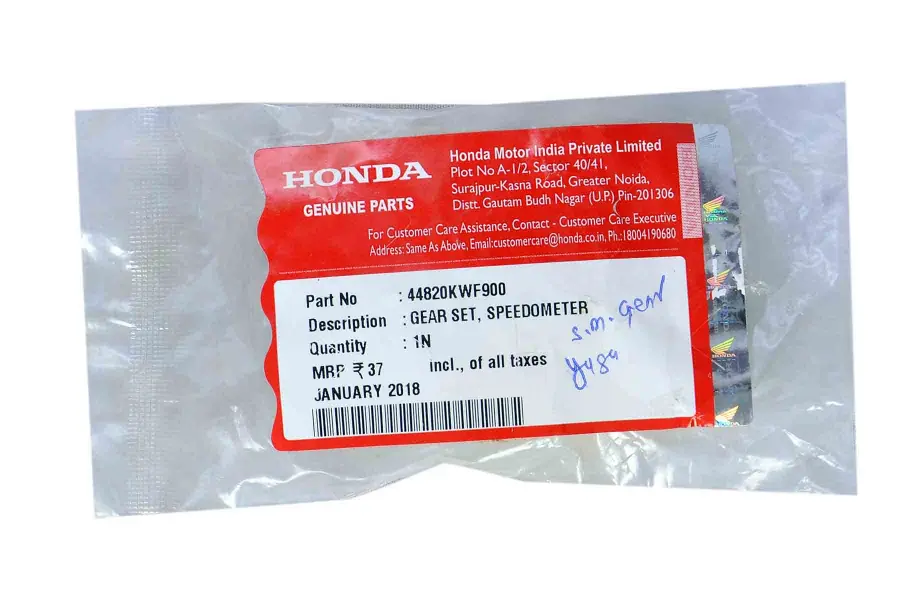 HONDA
GENUINE PARTS
Honda Motor India Private Limited
Plot No A-1/2, Sector 40/41,
Surajpur-Kasna Road, Greater Noida,
Distt. Gautam Budh Nagar (U.P.) Pin-201306
For Customer Care Assistance, Contact - Customer Care Executive
Address: Same As Above, Email:customercare@honda.co.in, Ph.:18004190680
Part No : 44820KWF900
Description : GEAR SET, SPEEDOMETER
Quantity : 1N
MRP ₹ 37 incl., of all taxes
JANUARY 2018
S.M. Gear
HONDA
HONDA